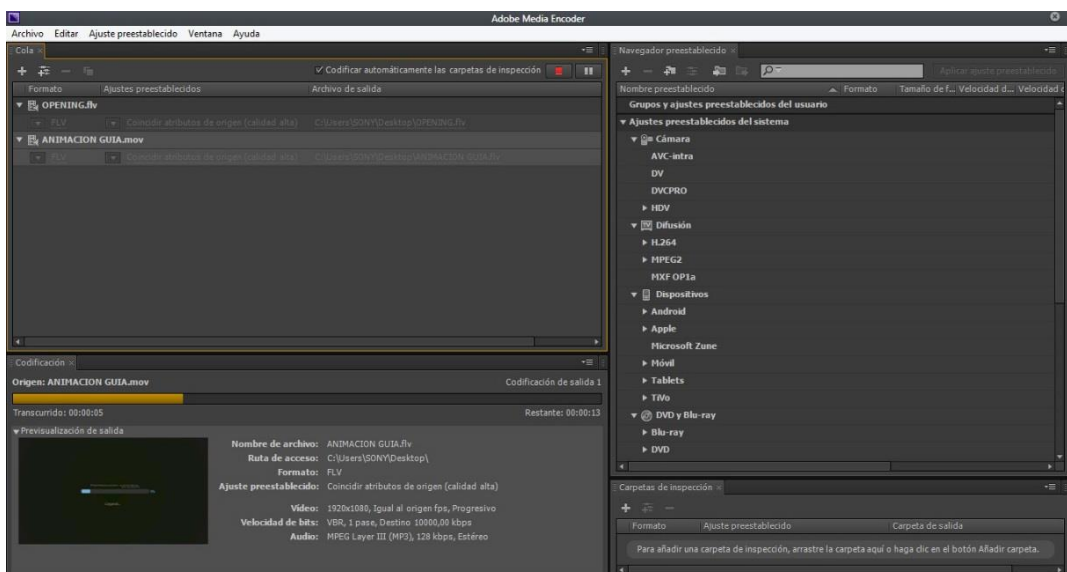 Adobe Media Encoder
Archivo Editar Ajuste preestablecido Ventana Ayuda
Cola
Codificar automáticamente las carpetas de inspección
Formato Ajustes preestablecidos Archivo de salida
OPENING.flv
FLV Coincidir atributos de origen (calidad alta) C:\Users\SONY\Desktop\OPENING.flv
ANIMACION GUIA.mov
FLV Coincidir atributos de origen (calidad alta) C:\Users\SONY\Desktop\ANIMACION GUIA.flv
Codificación
Origen: ANIMACION GUIA.mov Codificación de salida 1
Transcurrido: 00:00:05 Restante: 00:00:13
Previsualización de salida
Nombre de archivo: ANIMACION GUIA.flv
Ruta de acceso: C:\Users\SONY\Desktop\
Formato: FLV
Ajuste preestablecido: Coincidir atributos de origen (calidad alta)
Vídeo: 1920x1080, Igual al origen fps, Progresivo
Velocidad de bits: VBR, 1 pase, Destino 10000,00 kbps
Audio: MPEG Layer III (MP3), 128 kbps, Estéreo
Navegador preestablecido
Aplicar ajuste preestablecido
Nombre preestablecido Formato Tamaño de f... Velocidad d... Velocidad d
Grupos y ajustes preestablecidos del usuario
Ajustes preestablecidos del sistema
Cámara
AVC-intra
DV
DVCPRO
HDV
Difusión
H.264
MPEG2
MXF OP1a
Dispositivos
Android
Apple
Microsoft Zune
Móvil
Tablets
TiVo
DVD y Blu-ray
Blu-ray
DVD
Carpetas de inspección
Formato Ajuste preestablecido Carpeta de salida
Para añadir una carpeta de inspección, arrastre la carpeta aquí o haga clic en el botón Añadir carpeta.